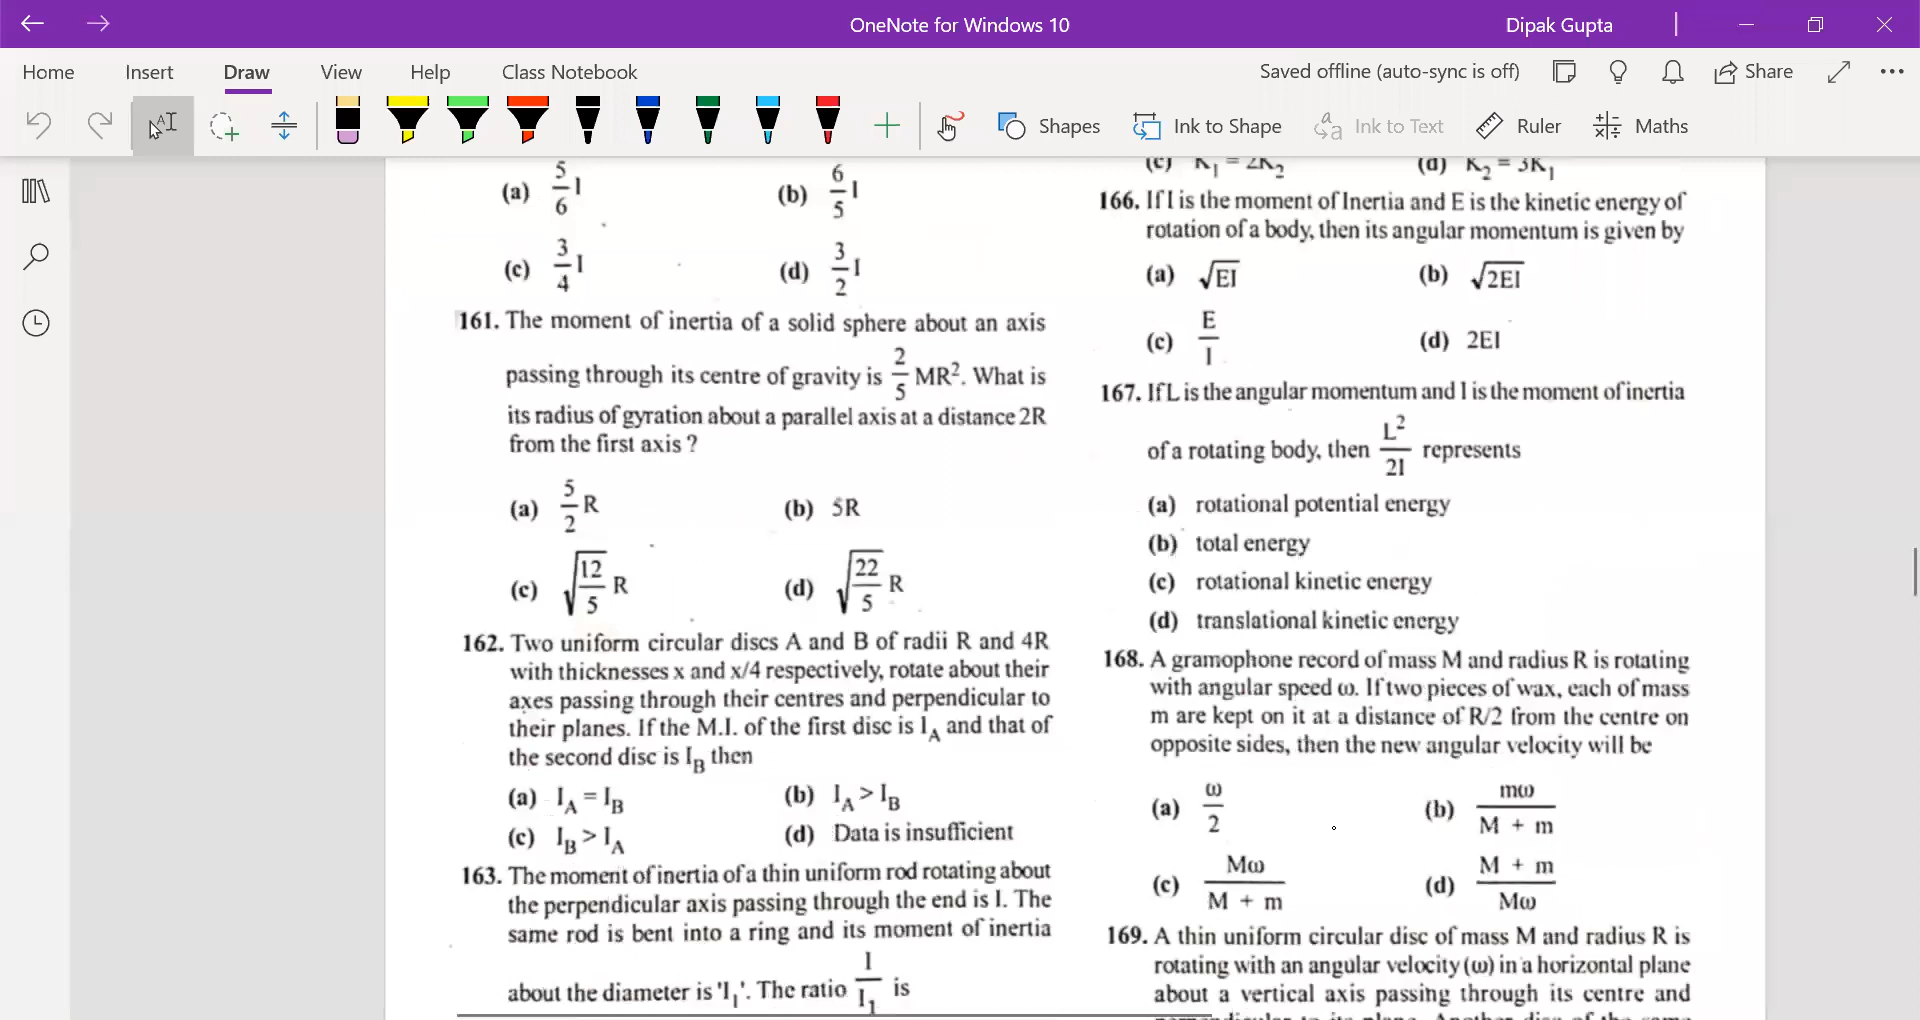 OneNote for Windows 10
Dipak Gupta
Home Insert Draw View Help Class Notebook
Saved offline (auto-sync is off) Share
Shapes Ink to Shape Ink to Text Ruler Maths
(a) 5/6 I (b) 6/5 I
(c) 3/4 I (d) 3/2 I
161. The moment of inertia of a solid sphere about an axis
passing through its centre of gravity is 2/5 MR². What is
its radius of gyration about a parallel axis at a distance 2R
from the first axis ?
(a) 5/2 R (b) 5R
(c) √(12/5) R (d) √(22/5) R
162. Two uniform circular discs A and B of radii R and 4R
with thicknesses x and x/4 respectively, rotate about their
axes passing through their centres and perpendicular to
their planes. If the M.I. of the first disc is I_A and that of
the second disc is I_B then
(a) I_A = I_B (b) I_A > I_B
(c) I_B > I_A (d) Data is insufficient
163. The moment of inertia of a thin uniform rod rotating about
the perpendicular axis passing through the end is I. The
same rod is bent into a ring and its moment of inertia
about the diameter is 'I₁'. The ratio I/I₁ is
(c) K₁ = 2K₂ (d) K₂ = 3K₁
166. If I is the moment of Inertia and E is the kinetic energy of
rotation of a body, then its angular momentum is given by
(a) √EI (b) √2EI
(c) E/I (d) 2EI
167. If L is the angular momentum and I is the moment of inertia
of a rotating body, then L²/2I represents
(a) rotational potential energy
(b) total energy
(c) rotational kinetic energy
(d) translational kinetic energy
168. A gramophone record of mass M and radius R is rotating
with angular speed ω. If two pieces of wax, each of mass
m are kept on it at a distance of R/2 from the centre on
opposite sides, then the new angular velocity will be
(a) ω/2 (b) mω/(M + m)
(c) Mω/(M + m) (d) (M + m)/Mω
169. A thin uniform circular disc of mass M and radius R is
rotating with an angular velocity (ω) in a horizontal plane
about a vertical axis passing through its centre and
perpendicular to its plane. Another disc of the same